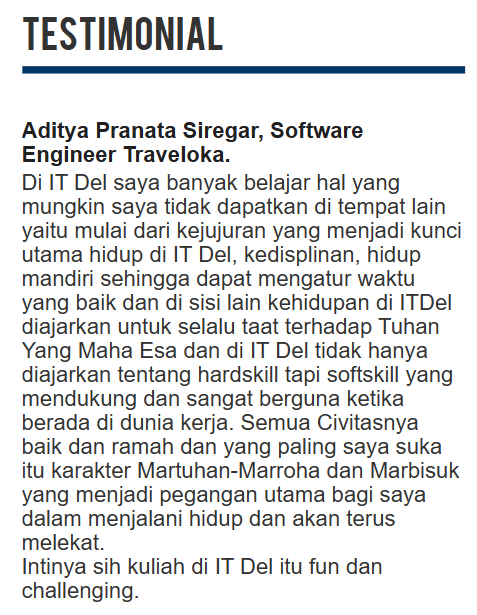 TESTIMONIAL
Aditya Pranata Siregar, Software
Engineer Traveloka.
Di IT Del saya banyak belajar hal yang
mungkin saya tidak dapatkan di tempat lain
yaitu mulai dari kejujuran yang menjadi kunci
utama hidup di IT Del, kedisplinan, hidup
mandiri sehingga dapat mengatur waktu
yang baik dan di sisi lain kehidupan di ITDel
diajarkan untuk selalu taat terhadap Tuhan
Yang Maha Esa dan di IT Del tidak hanya
diajarkan tentang hardskill tapi softskill yang
mendukung dan sangat berguna ketika
berada di dunia kerja. Semua Civitasnya
baik dan ramah dan yang paling saya suka
itu karakter Martuhan-Marroha dan Marbisuk
yang menjadi pegangan utama bagi saya
dalam menjalani hidup dan akan terus
melekat.
Intinya sih kuliah di IT Del itu fun dan
challenging.